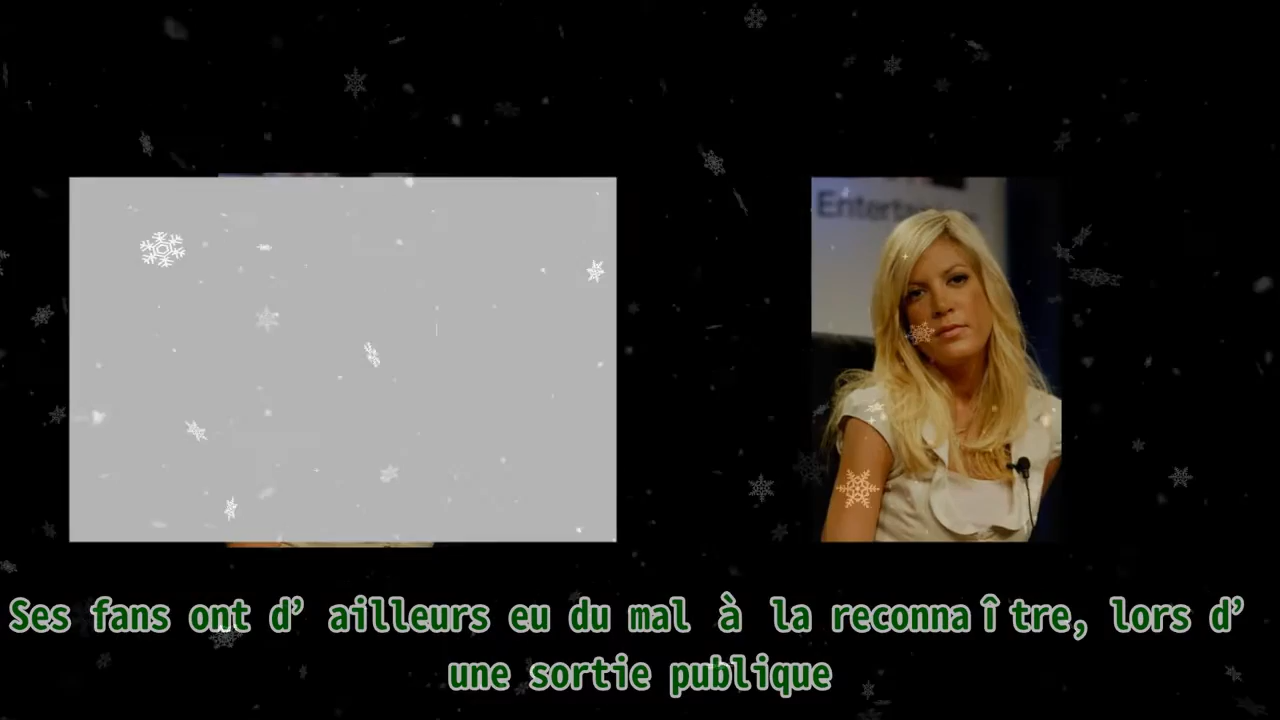 Ses fans ont d’ ailleurs eu du mal à la reconnaître, lors d’
une sortie publique